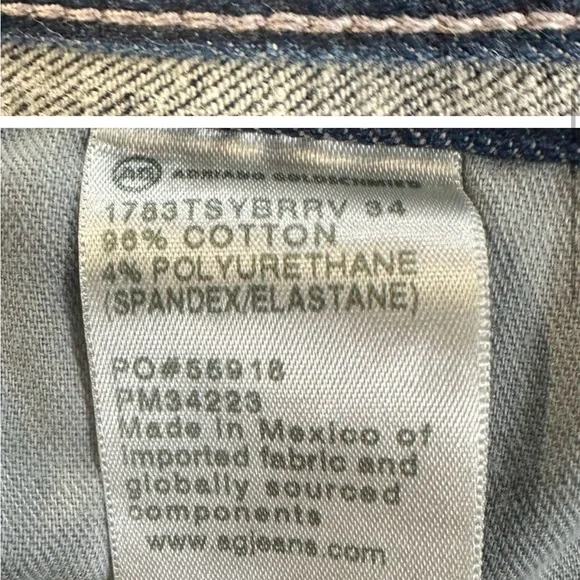 AG ADRIANO GOLDSCHMIED
1783TSYBRRV 34
96% COTTON
4% POLYURETHANE
(SPANDEX/ELASTANE)
PO#55918
PM34223
Made in Mexico of
imported fabric and
globally sourced
components
www.agjeans.com